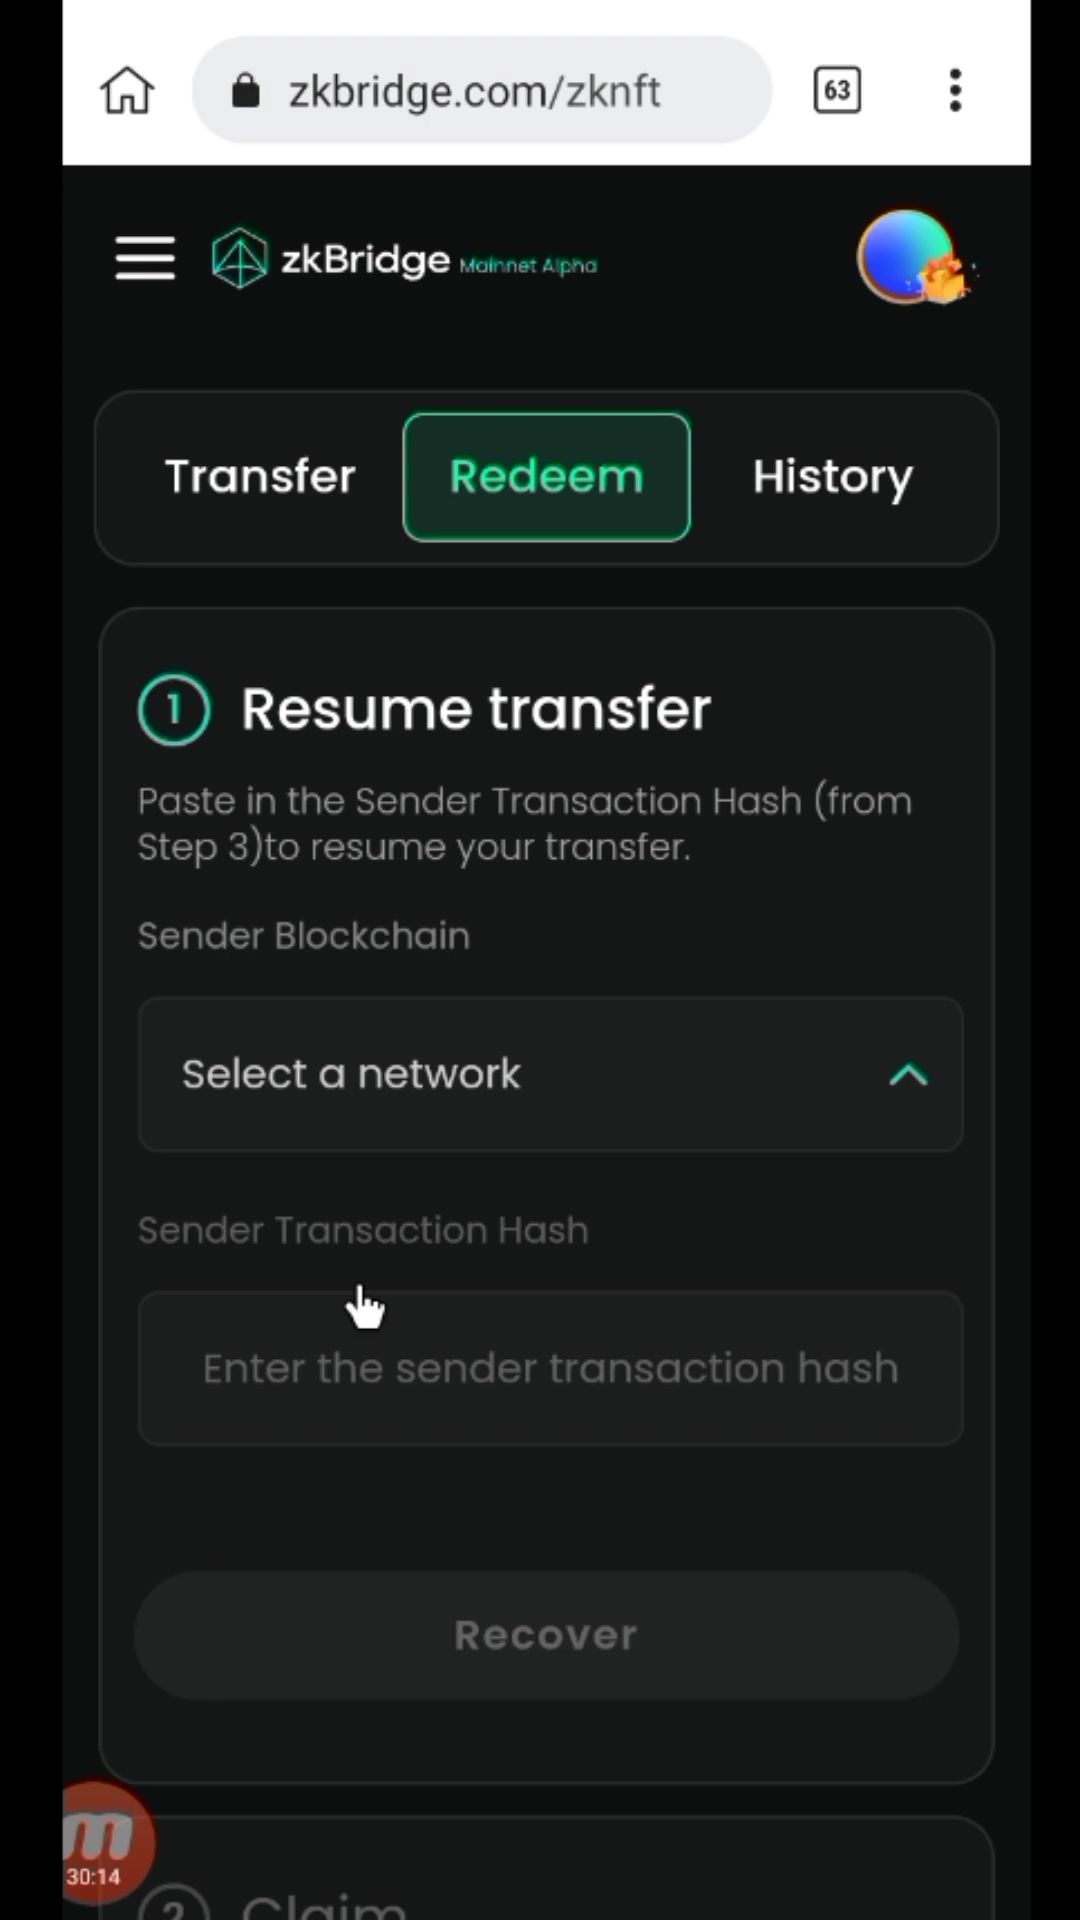 zkbridge.com/zknft
63
zkBridge Mainnet Alpha
Transfer
Redeem
History
1 Resume transfer
Paste in the Sender Transaction Hash (from
Step 3)to resume your transfer.
Sender Blockchain
Select a network
Sender Transaction Hash
Enter the sender transaction hash
Recover
30:14
2 Claim